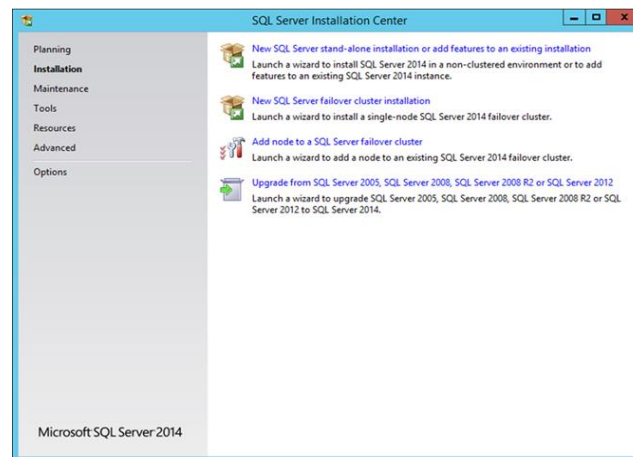 SQL Server Installation Center
Planning
Installation
Maintenance
Tools
Resources
Advanced
Options
New SQL Server stand-alone installation or add features to an existing installation
Launch a wizard to install SQL Server 2014 in a non-clustered environment or to add
features to an existing SQL Server 2014 instance.
New SQL Server failover cluster installation
Launch a wizard to install a single-node SQL Server 2014 failover cluster.
Add node to a SQL Server failover cluster
Launch a wizard to add a node to an existing SQL Server 2014 failover cluster.
Upgrade from SQL Server 2005, SQL Server 2008, SQL Server 2008 R2 or SQL Server 2012
Launch a wizard to upgrade SQL Server 2005, SQL Server 2008, SQL Server 2008 R2 or SQL
Server 2012 to SQL Server 2014.
Microsoft SQL Server 2014